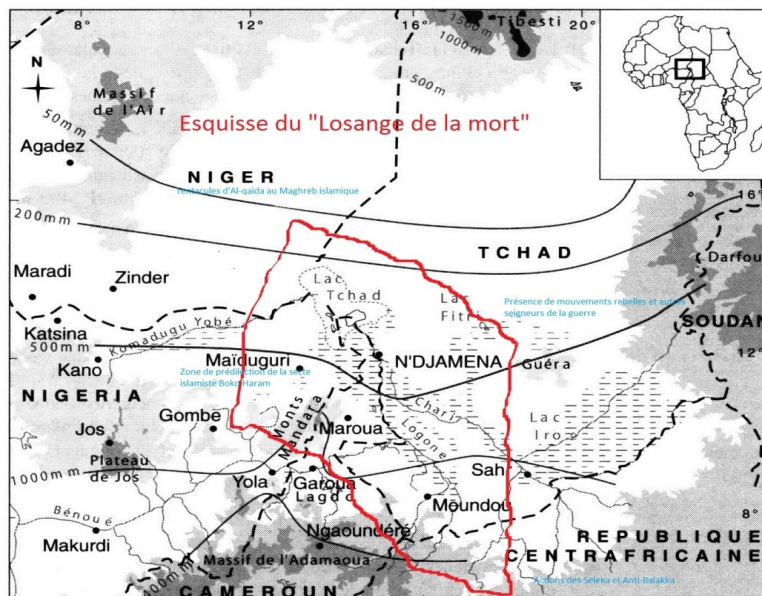 8° 12° 16° 20°
Tibesti
1500 m
1000 m
500 m
N
Massif
de l'Aïr
50mm
Esquisse du "Losange de la mort"
Agadez
NIGER
Tentacules d'Al-qaida au Maghreb islamique
16°
200mm
TCHAD
Darfour
Maradi
Zinder
Lac
Tchad
Lac
Fitri
Présence de mouvements rebelles et autres
seigneurs de la guerre
SOUDAN
Katsina
Komadugu Yobé
500mm
Kano
Maïduguri
N'DJAMENA
Guéra
12°
Zone de prédilection de la secte
islamiste Boko Haram
NIGERIA
Gombe
Monts
Mandara
Maroua
Chari
Logone
Lac
Iro
Jos
Plateau
de Jos
1000mm
Yola
Garoua
Lagdo
Sah
Moundou
8°
Bénoué
Makurdi
Ngaoundéré
REPUBLIQUE
CENTRAFRICAINE
Massif de l'Adamaoua
CAMEROUN
Actions des Seleka et Anti-Balakka